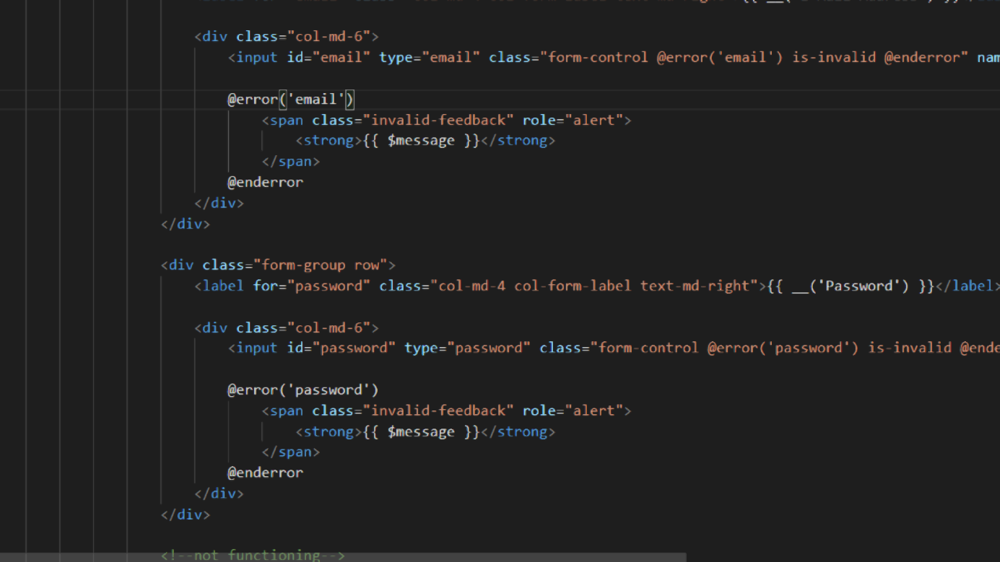 <div class="col-md-6">
<input id="email" type="email" class="form-control @error('email') is-invalid @enderror" nam
@error('email')
<span class="invalid-feedback" role="alert">
<strong>{{ $message }}</strong>
</span>
@enderror
</div>
</div>
<div class="form-group row">
<label for="password" class="col-md-4 col-form-label text-md-right">{{ __('Password') }}</label>
<div class="col-md-6">
<input id="password" type="password" class="form-control @error('password') is-invalid @ende
@error('password')
<span class="invalid-feedback" role="alert">
<strong>{{ $message }}</strong>
</span>
@enderror
</div>
</div>
<!--not functioning-->